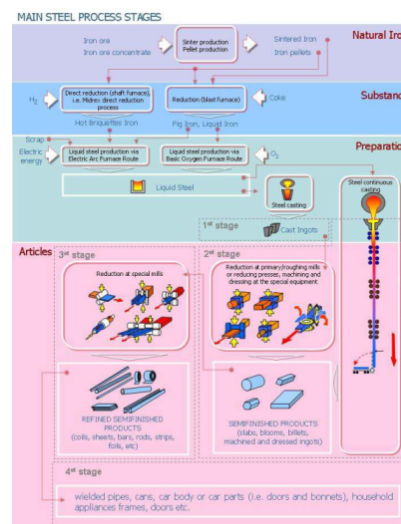 MAIN STEEL PROCESS STAGES
Natural Iro
Iron ore
Iron ore concentrate
Sinter production
Pellet production
Sintered Iron
Iron pellets
Substanc
H2
Direct reduction (shaft furnace),
i.e. Midrex direct reduction
process
Reduction (blast furnace)
Coke
Hot Briquettes Iron
Pig Iron, Liquid Iron
Preparatio
Scrap
Electric
energy
Liquid steel production via
Electric Arc Furnace Route
Liquid steel production via
Basic Oxygen Furnace Route
O2
Liquid Steel
Steel casting
Steel continuous
casting
1st stage
Cast Ingots
Articles
3rd stage
Reduction at special mills
2nd stage
Reduction at primary/roughing mills
or reducing presses, machining and
dressing at the special equipment
REFINED SEMIFINISHED
PRODUCTS
(coils, sheets, bars, rods, strips,
foils, etc)
SEMIFINISHED PRODUCTS
(slabs, blooms, billets,
machined and dressed ingots)
4th stage
wielded pipes, cans, car body or car parts (i.e. doors and bonnets), household
appliances frames, doors etc.